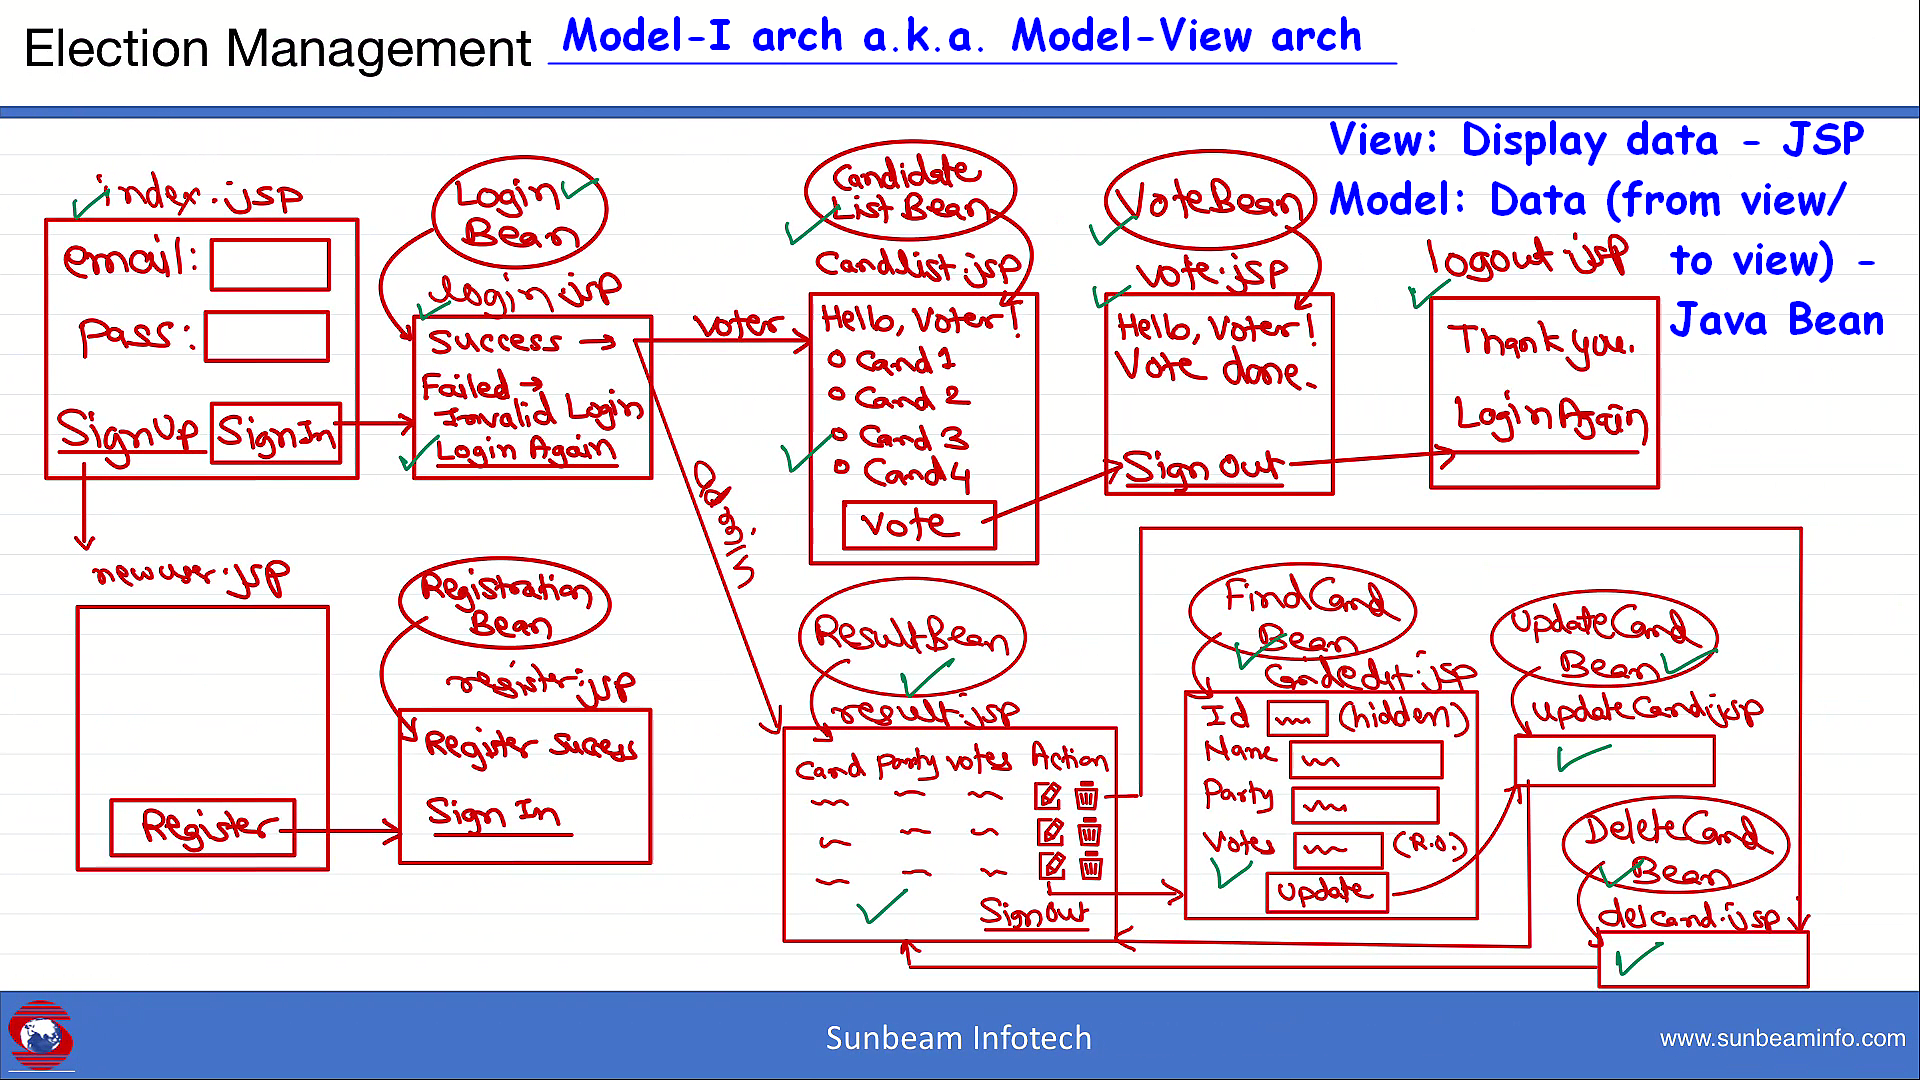 Election Management Model-I arch a.k.a. Model-View arch
View: Display data - JSP
Model: Data (from view/
to view) -
Java Bean
index.jsp
email:
Pass:
SignUp SignIn
Login
Bean
login.jsp
Success →
Failed →
Invalid Login
Login Again
voter
Admin
Candidate
List Bean
Candlist.jsp
Hello, Voter!
Cand 1
Cand 2
Cand 3
Cand 4
Vote
VoteBean
vote.jsp
Hello, Voter!
Vote done.
Sign Out
logout.jsp
Thank you.
Login Again
newuser.jsp
Register
Registration
Bean
register.jsp
Register Sucess
Sign In
ResultBean
result.jsp
Cand Party votes Action
SignOut
FindCand
Bean
Candedit.jsp
Id (hidden)
Name
Party
Votes (R.O.)
Update
UpdateCand
Bean
updateCand.jsp
DeleteCand
Bean
delcand.jsp
Sunbeam Infotech
www.sunbeaminfo.com